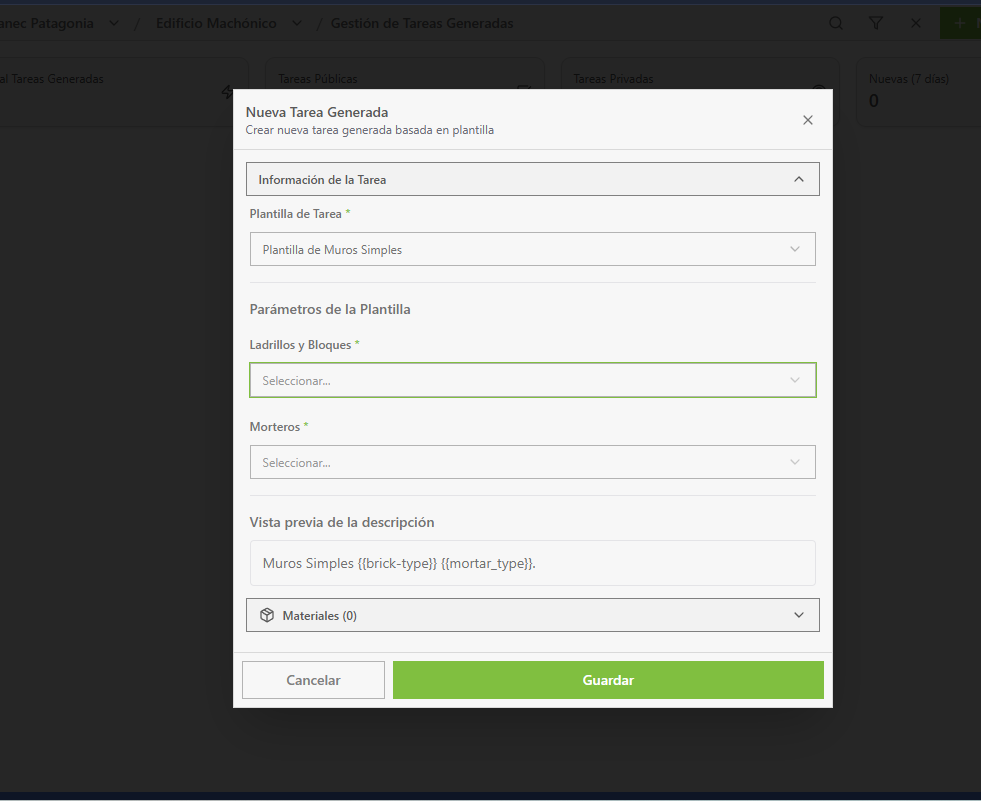 Patagonia / Edificio Machónico / Gestión de Tareas Generadas
Tareas Generadas
Tareas Públicas
Tareas Privadas
Nuevas (7 días)
0
Nueva Tarea Generada
Crear nueva tarea generada basada en plantilla
Información de la Tarea
Plantilla de Tarea *
Plantilla de Muros Simples
Parámetros de la Plantilla
Ladrillos y Bloques *
Seleccionar...
Morteros *
Seleccionar...
Vista previa de la descripción
Muros Simples {{brick-type}} {{mortar_type}}.
Materiales (0)
Cancelar
Guardar